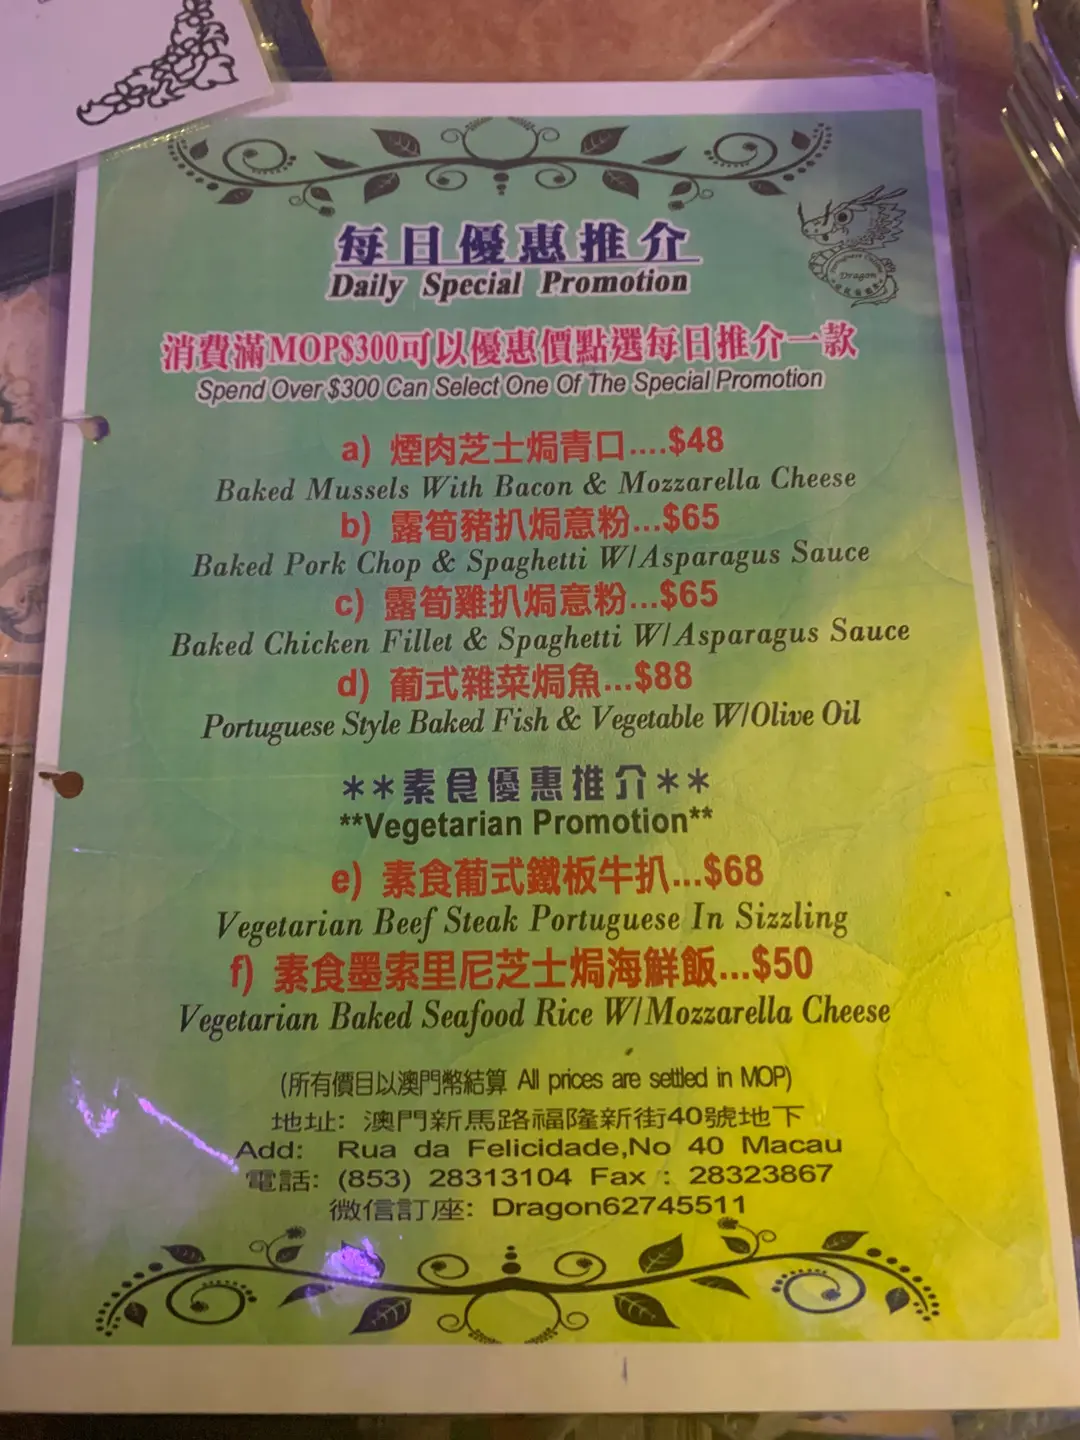 每日優惠推介
Daily Special Promotion
Dragon
消費滿MOP$300可以優惠價點選每日推介一款
Spend Over $300 Can Select One Of The Special Promotion
a) 煙肉芝士焗青口....$48
Baked Mussels With Bacon & Mozzarella Cheese
b) 露筍豬扒焗意粉...$65
Baked Pork Chop & Spaghetti W/Asparagus Sauce
c) 露筍雞扒焗意粉...$65
Baked Chicken Fillet & Spaghetti W/Asparagus Sauce
d) 葡式雜菜焗魚...$88
Portuguese Style Baked Fish & Vegetable W/Olive Oil
**素食優惠推介**
**Vegetarian Promotion**
e) 素食葡式鐵板牛扒...$68
Vegetarian Beef Steak Portuguese In Sizzling
f) 素食墨索里尼芝士焗海鮮飯...$50
Vegetarian Baked Seafood Rice W/Mozzarella Cheese
(所有價目以澳門幣結算 All prices are settled in MOP)
地址: 澳門新馬路福隆新街40號地下
Add: Rua da Felicidade,No 40 Macau
電話: (853) 28313104 Fax : 28323867
微信訂座: Dragon62745511